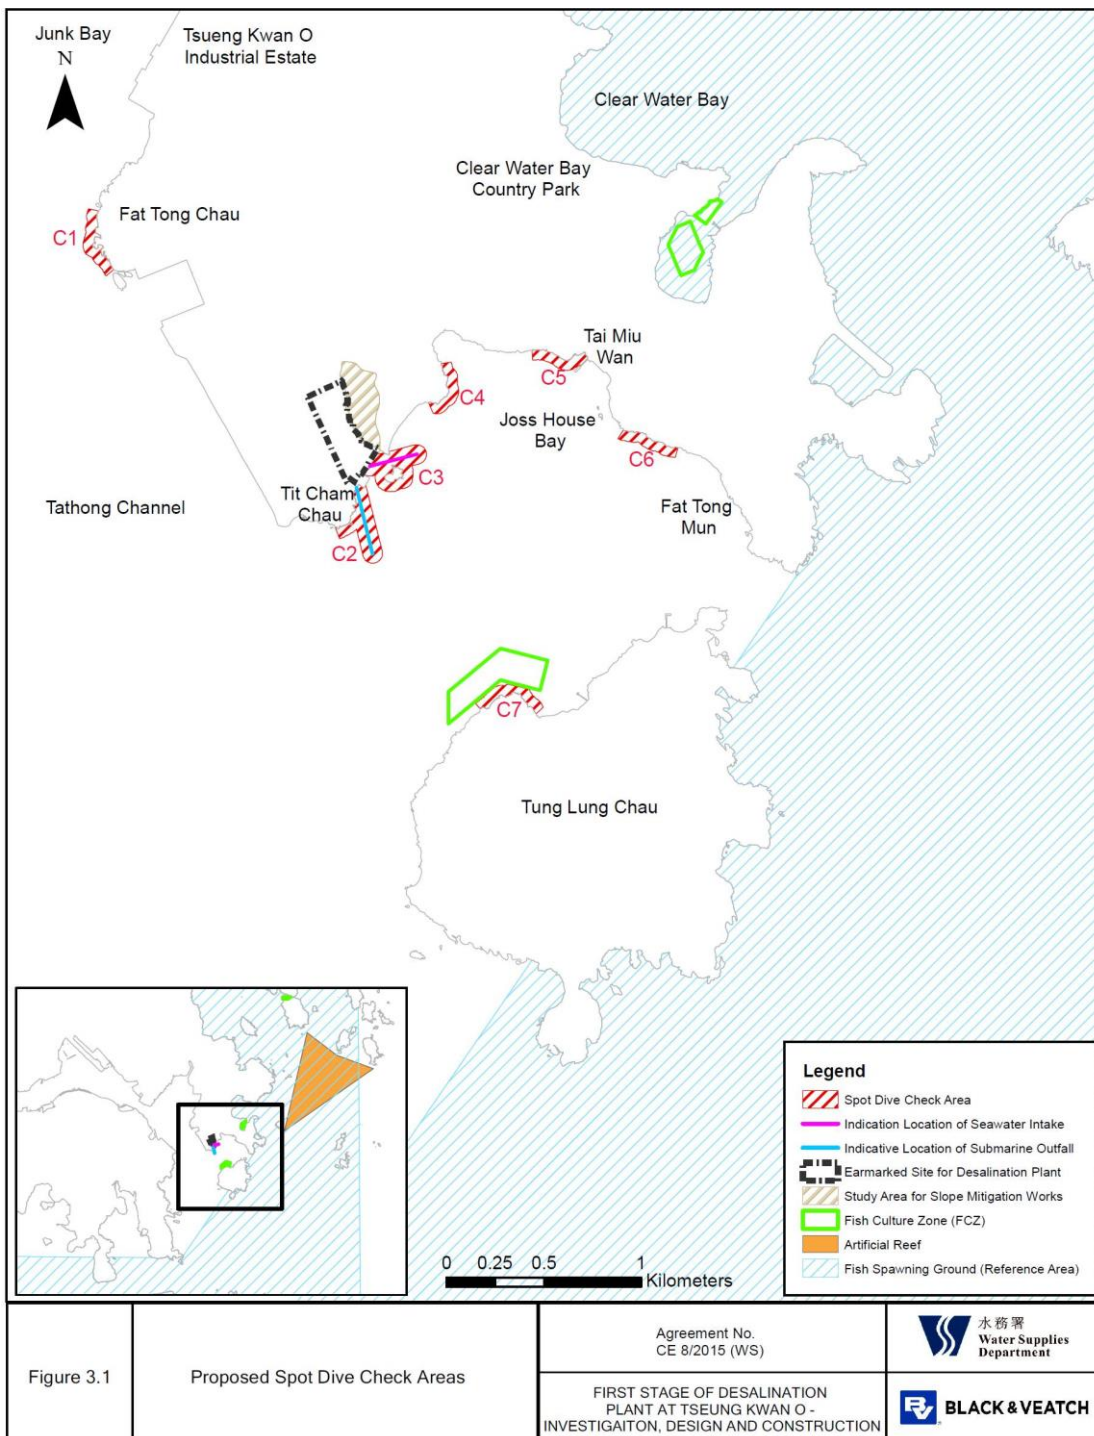 Junk Bay
N
Tsueng Kwan O
Industrial Estate
Clear Water Bay
Clear Water Bay
Country Park
Fat Tong Chau
C1
Tai Miu
Wan
C5
C4
Joss House
Bay
C6
C3
Tathong Channel
Tit Cham
Chau
C2
Fat Tong
Mun
C7
Tung Lung Chau
Legend
Spot Dive Check Area
Indication Location of Seawater Intake
Indicative Location of Submarine Outfall
Earmarked Site for Desalination Plant
Study Area for Slope Mitigation Works
Fish Culture Zone (FCZ)
Artificial Reef
Fish Spawning Ground (Reference Area)
0 0.25 0.5 1
Kilometers
Figure 3.1
Proposed Spot Dive Check Areas
Agreement No.
CE 8/2015 (WS)
FIRST STAGE OF DESALINATION
PLANT AT TSEUNG KWAN O -
INVESTIGAITON, DESIGN AND CONSTRUCTION
水務署
Water Supplies
Department
BV BLACK & VEATCH